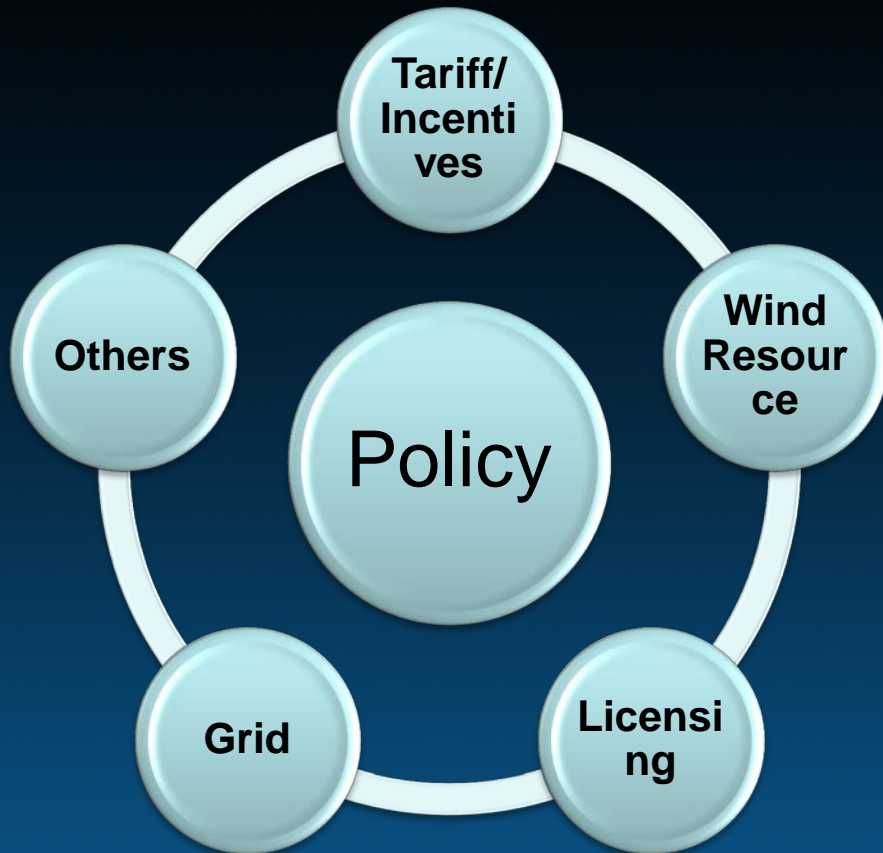 Tariff/
Incenti
ves
Wind
Resour
ce
Others
Policy
Grid
Licensi
ng